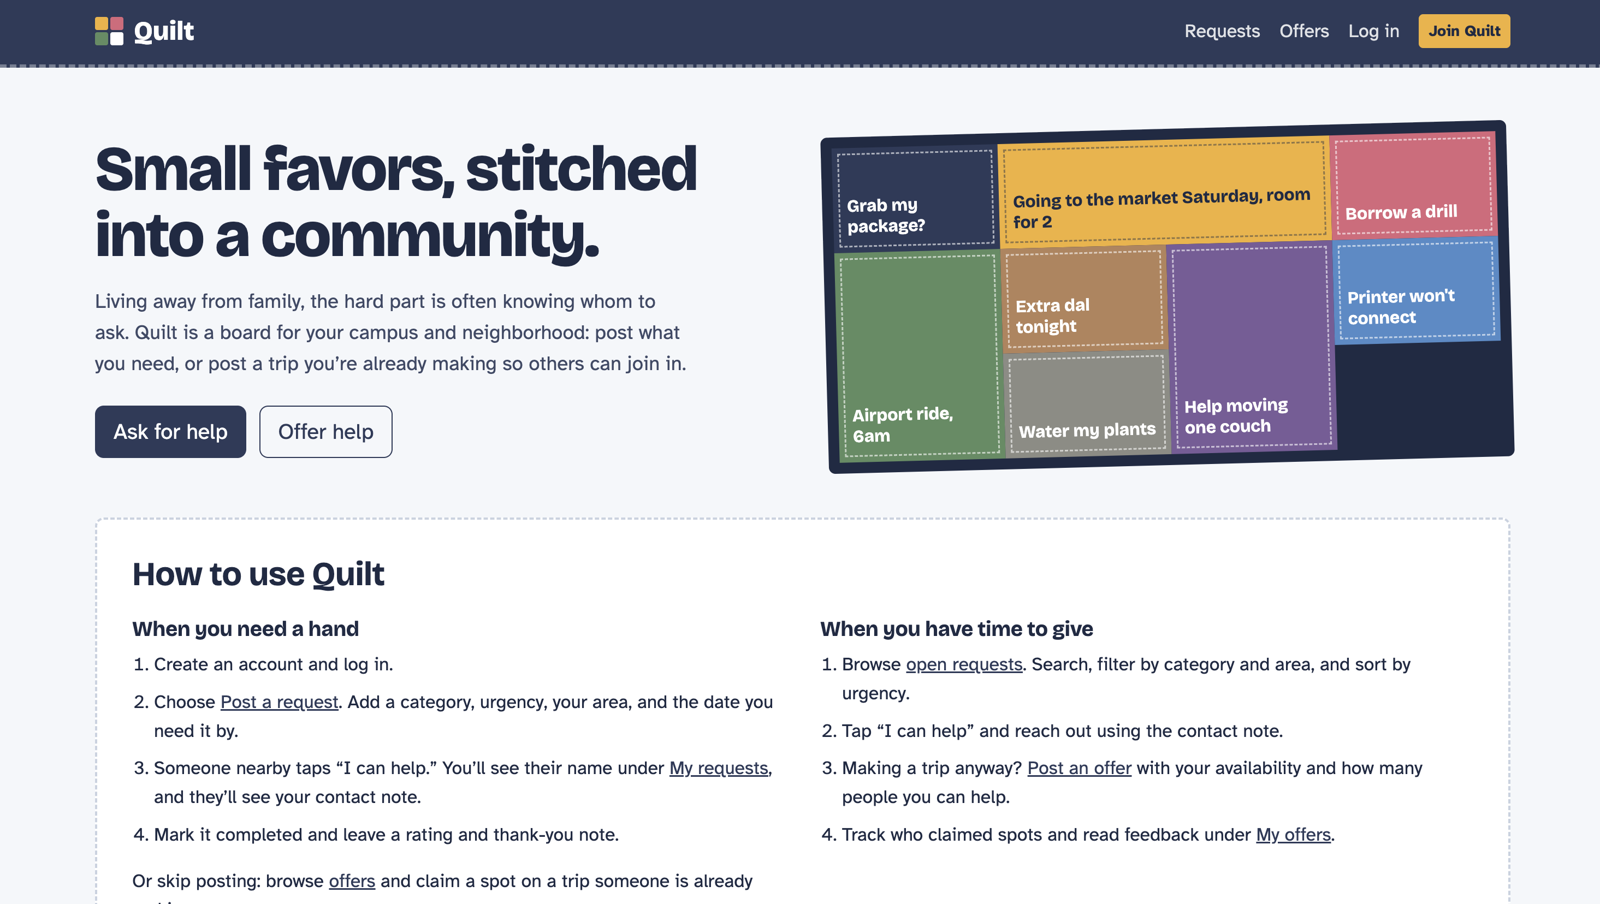 Quilt
Requests Offers Log in Join Quilt
Small favors, stitched
into a community.
Living away from family, the hard part is often knowing whom to
ask. Quilt is a board for your campus and neighborhood: post what
you need, or post a trip you’re already making so others can join in.
Ask for help Offer help
Grab my
package?
Going to the market Saturday, room
for 2
Borrow a drill
Airport ride,
6am
Extra dal
tonight
Water my plants
Help moving
one couch
Printer won't
connect
How to use Quilt
When you need a hand
1. Create an account and log in.
2. Choose Post a request. Add a category, urgency, your area, and the date you
need it by.
3. Someone nearby taps “I can help.” You’ll see their name under My requests,
and they’ll see your contact note.
4. Mark it completed and leave a rating and thank-you note.
Or skip posting: browse offers and claim a spot on a trip someone is already
When you have time to give
1. Browse open requests. Search, filter by category and area, and sort by
urgency.
2. Tap “I can help” and reach out using the contact note.
3. Making a trip anyway? Post an offer with your availability and how many
people you can help.
4. Track who claimed spots and read feedback under My offers.